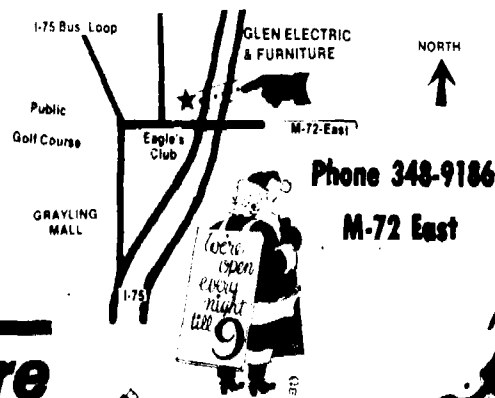 I-75 Bus. Loop
GLEN ELECTRIC
& FURNITURE
NORTH
Public
Golf Course
Eagle's
Club
M-72-East
Phone 348-9186
M-72 East
GRAYLING
MALL
I-75
We're
open
every
night
till
9
re